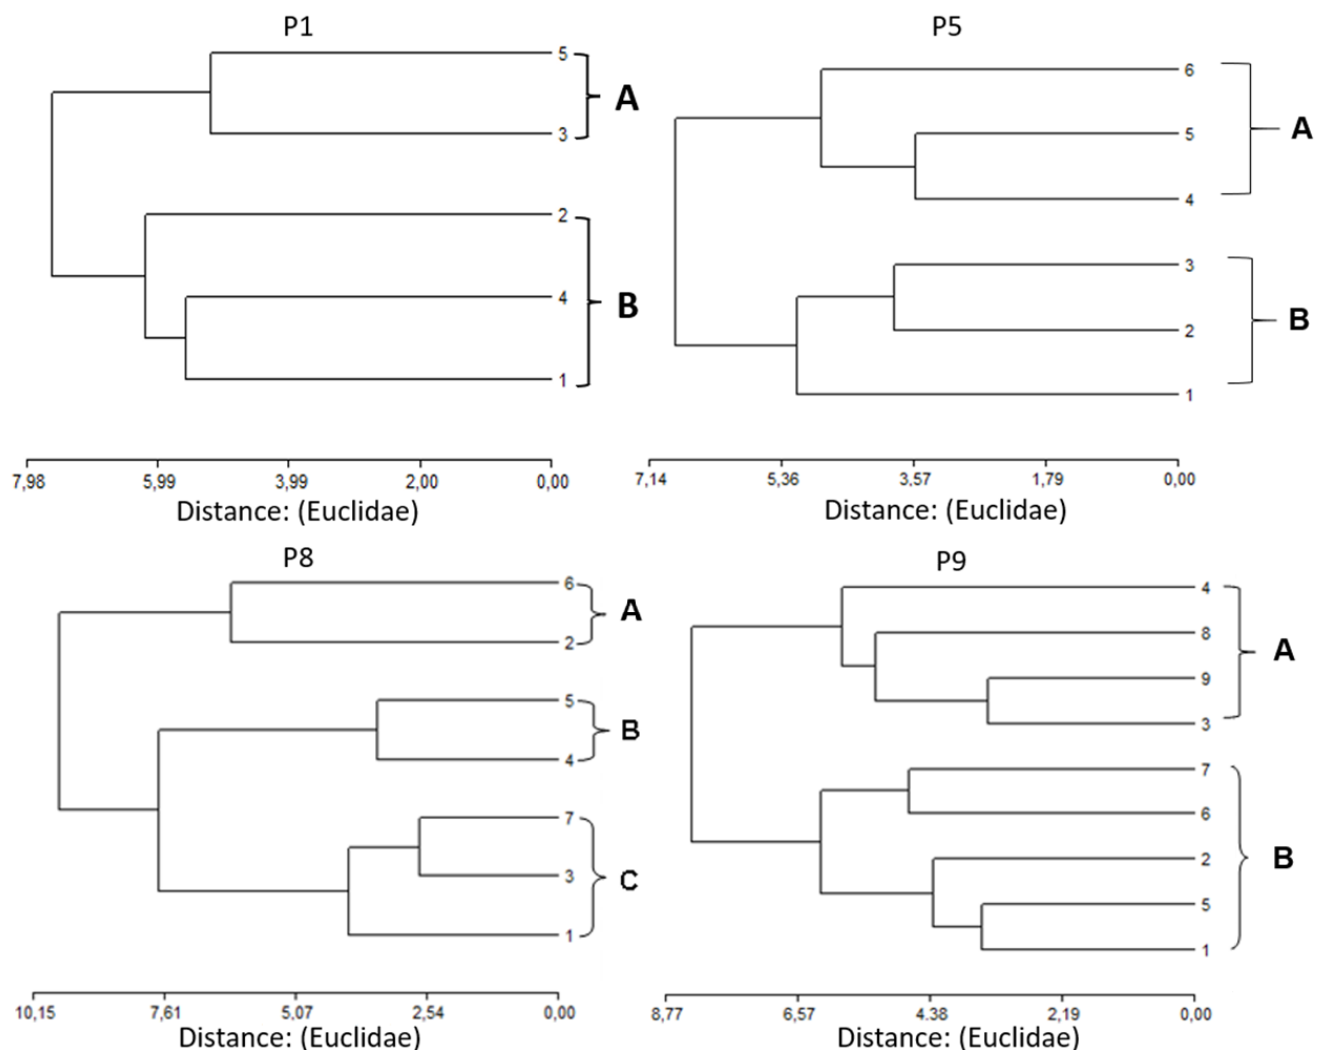 P1
5
3
A
2
4
1
B
7,98 5,99 3,99 2,00 0,00
Distance: (Euclidae)
P5
6
5
4
A
3
2
1
B
7,14 5,36 3,57 1,79 0,00
Distance: (Euclidae)
P8
6
2
A
5
4
B
7
3
1
C
10,15 7,61 5,07 2,54 0,00
Distance: (Euclidae)
P9
4
8
9
3
A
7
6
2
5
1
B
8,77 6,57 4.38 2,19 0,00
Distance: (Euclidae)